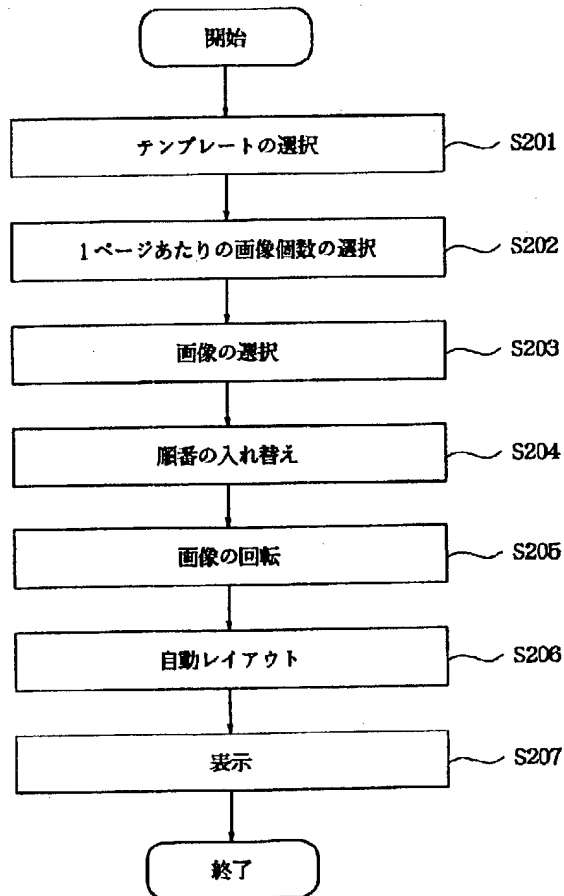 開始
テンプレートの選択 S201
1ページあたりの画像個数の選択 S202
画像の選択 S203
順番の入れ替え S204
画像の回転 S205
自動レイアウト S206
表示 S207
終了